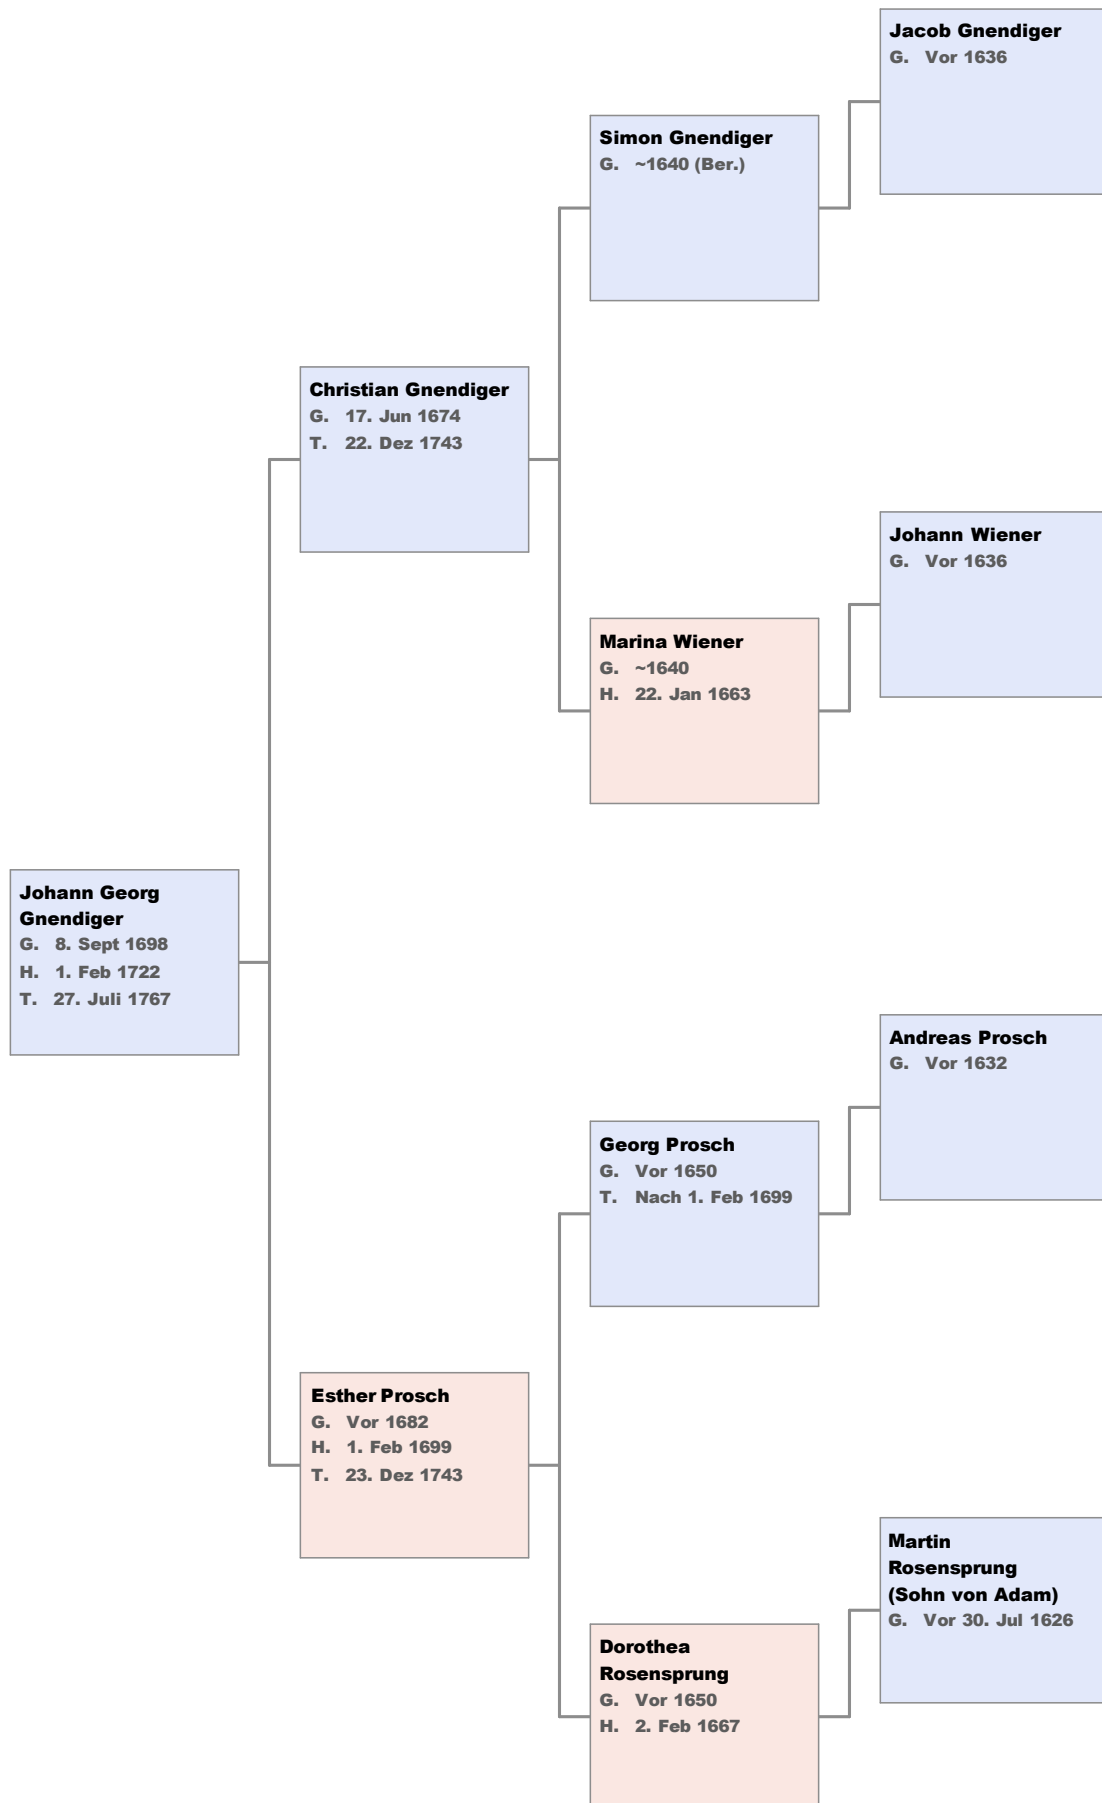 Jacob Gnendiger
G. Vor 1636
Simon Gnendiger
G. ~1640 (Ber.)
Christian Gnendiger
G. 17. Jun 1674
T. 22. Dez 1743
Johann Wiener
G. Vor 1636
Marina Wiener
G. ~1640
H. 22. Jan 1663
Johann Georg
Gnendiger
G. 8. Sept 1698
H. 1. Feb 1722
T. 27. Juli 1767
Andreas Prosch
G. Vor 1632
Georg Prosch
G. Vor 1650
T. Nach 1. Feb 1699
Esther Prosch
G. Vor 1682
H. 1. Feb 1699
T. 23. Dez 1743
Martin
Rosensprung
(Sohn von Adam)
G. Vor 30. Jul 1626
Dorothea
Rosensprung
G. Vor 1650
H. 2. Feb 1667